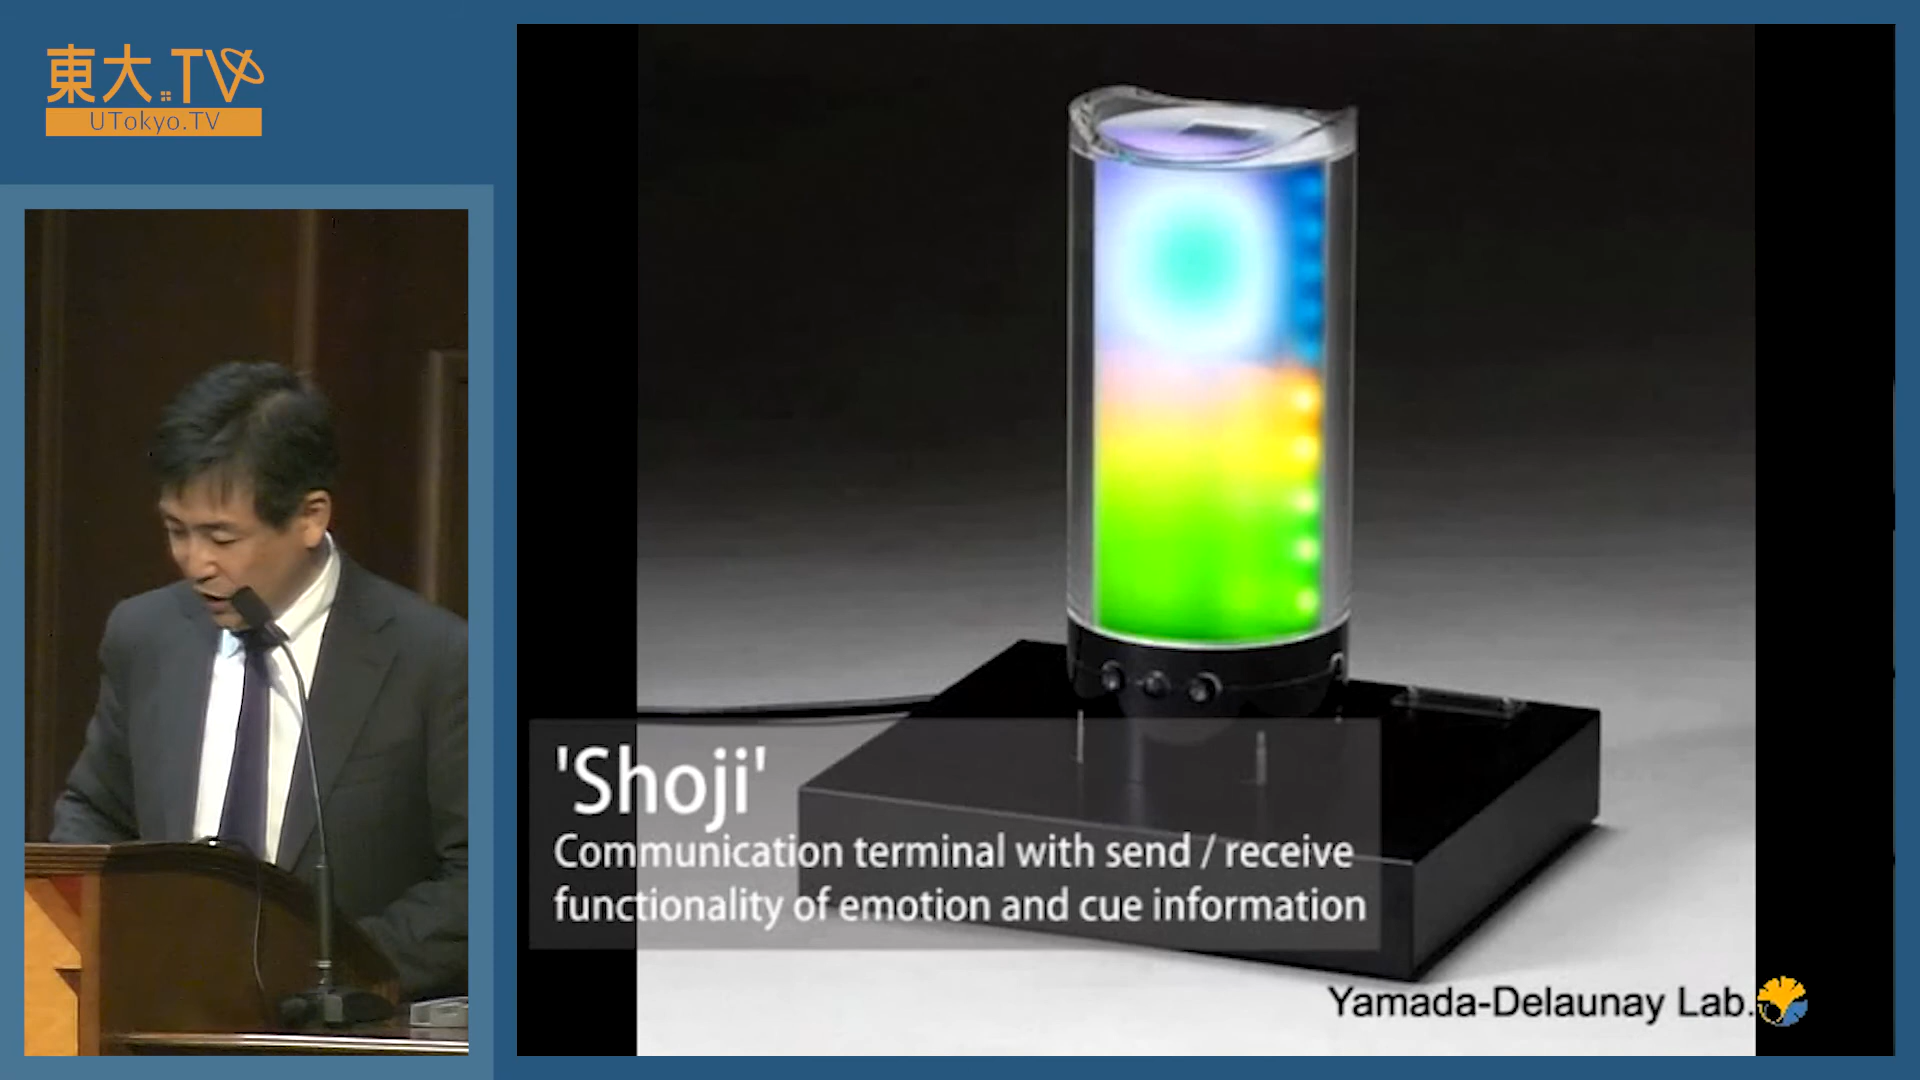 東大.TV
UTokyo.TV
'Shoji'
Communication terminal with send / receive
functionality of emotion and cue information
Yamada-Delaunay Lab.